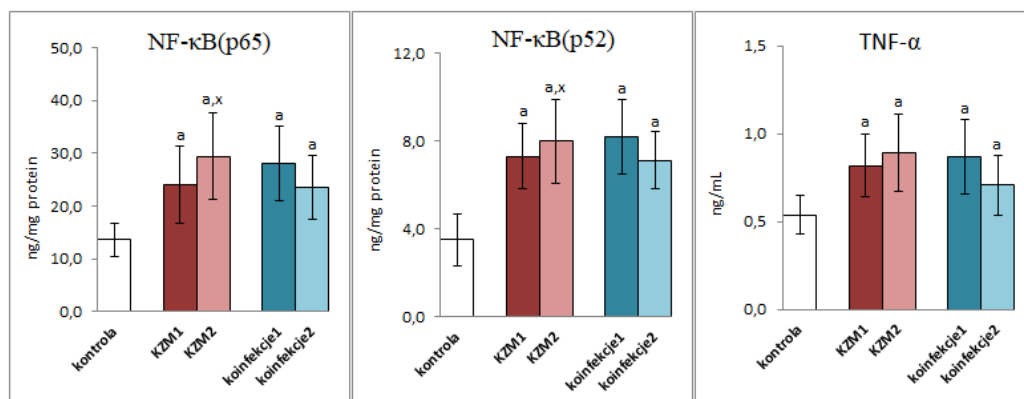 NF-κB(p65)
50,0
40,0
30,0
20,0
10,0
0,0
ng/mg protein
a
a,x
a
a
kontrola
KZM1
KZM2
koinfekcje1
koinfekcje2
NF-κB(p52)
12,0
8,0
4,0
0,0
ng/mg protein
a
a,x
a
a
kontrola
KZM1
KZM2
koinfekcje1
koinfekcje2
TNF-α
1,5
1,0
0,5
0,0
ng/mL
a
a
a
a
kontrola
KZM1
KZM2
koinfekcje1
koinfekcje2